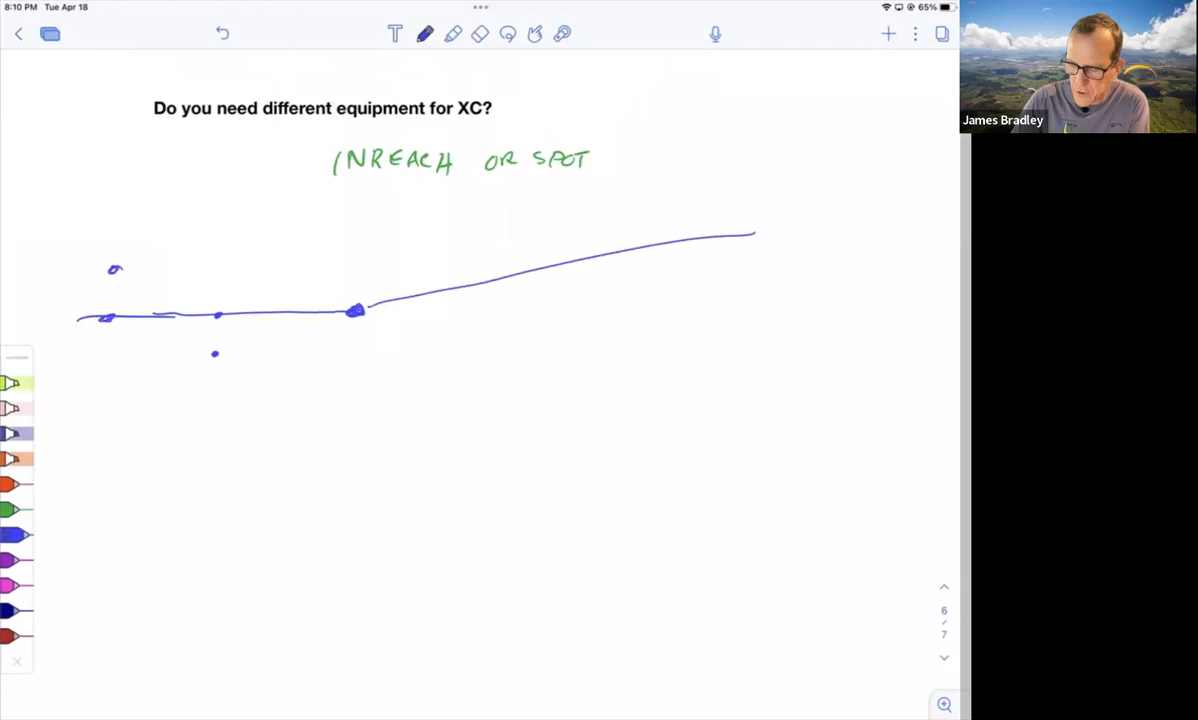 8:10 PM Tue Apr 18
65%
James Bradley
Do you need different equipment for XC?
INREACH OR SPOT
6
/
7